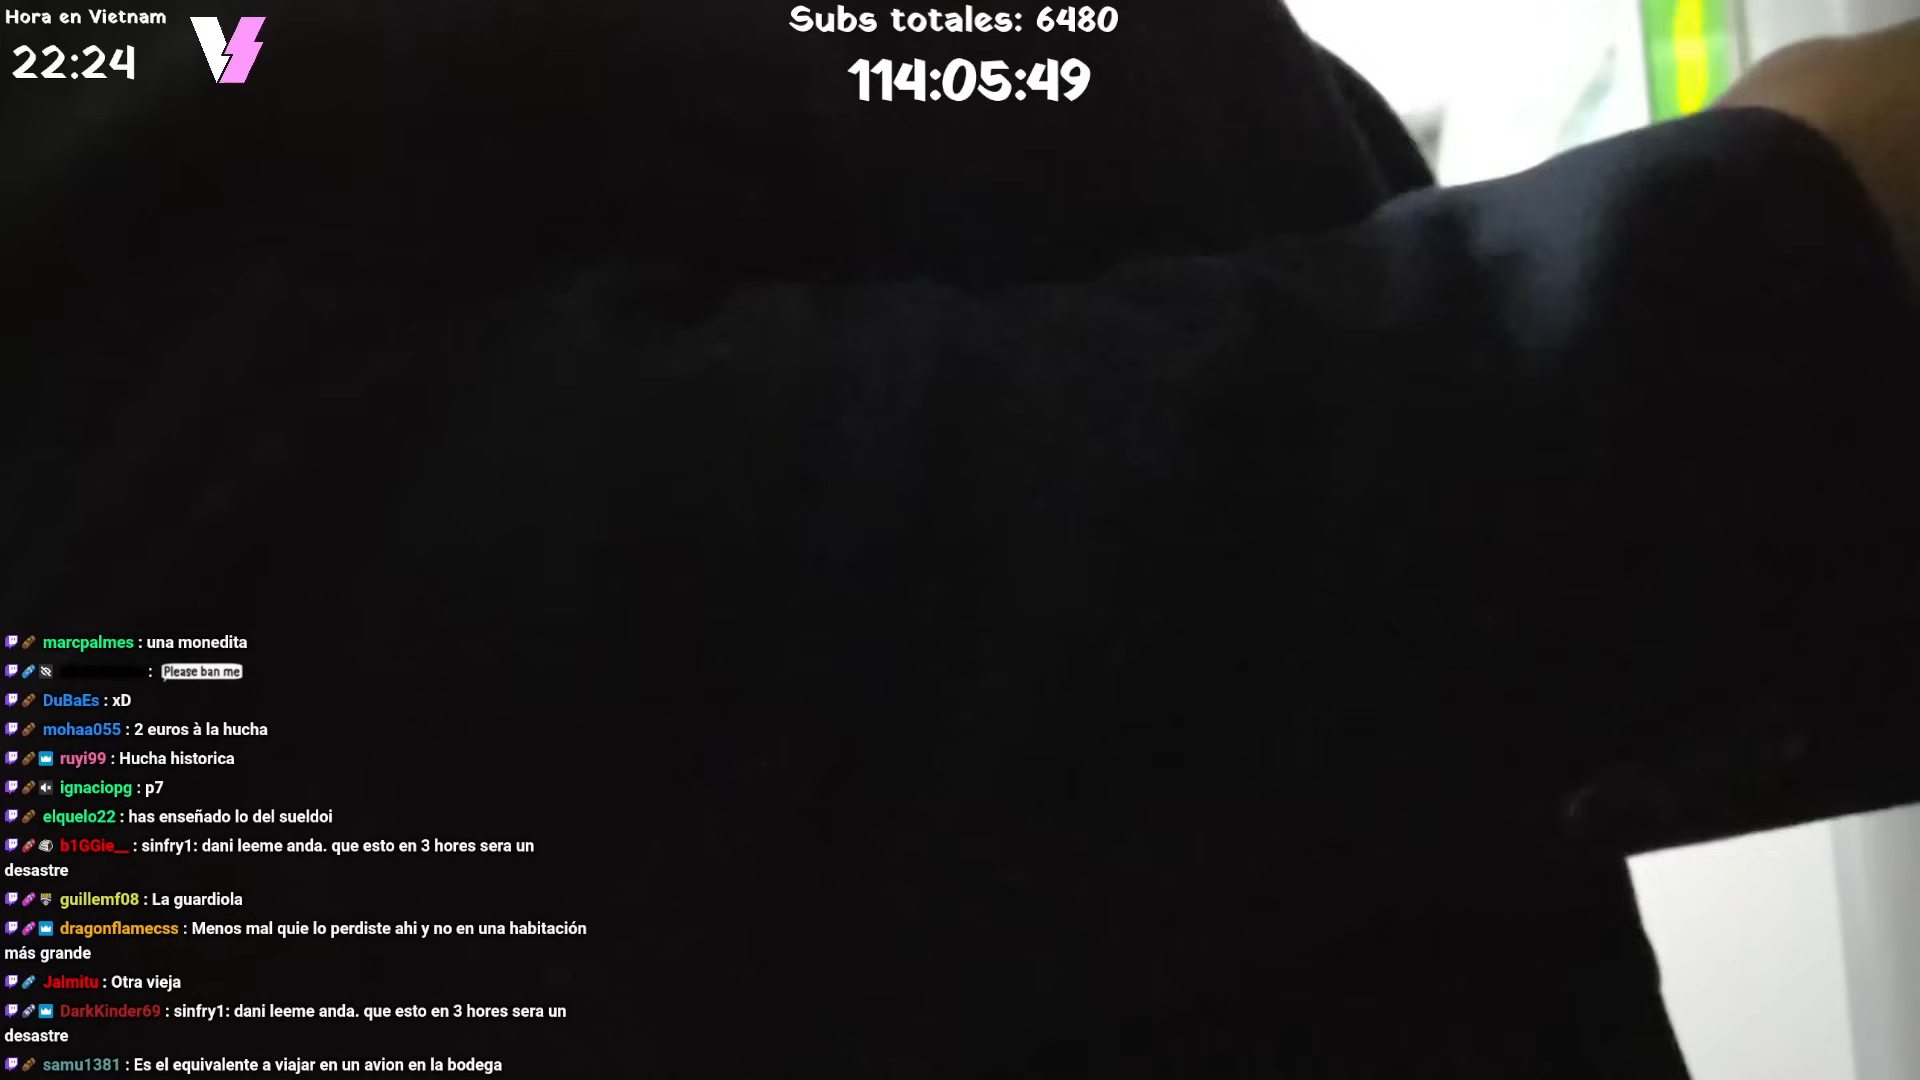 Hora en Vietnam
22:24
Subs totales: 6480
114:05:49
marcpalmes : una monedita
: Please ban me
DuBaEs : xD
mohaa055 : 2 euros à la hucha
ruyi99 : Hucha historica
ignaciopg : p7
elquelo22 : has enseñado lo del sueldoi
b1GGie__ : sinfry1: dani leeme anda. que esto en 3 hores sera un
desastre
guillemf08 : La guardiola
dragonflamecss : Menos mal quie lo perdiste ahi y no en una habitación
más grande
Jalmitu : Otra vieja
DarkKinder69 : sinfry1: dani leeme anda. que esto en 3 hores sera un
desastre
samu1381 : Es el equivalente a viajar en un avion en la bodega